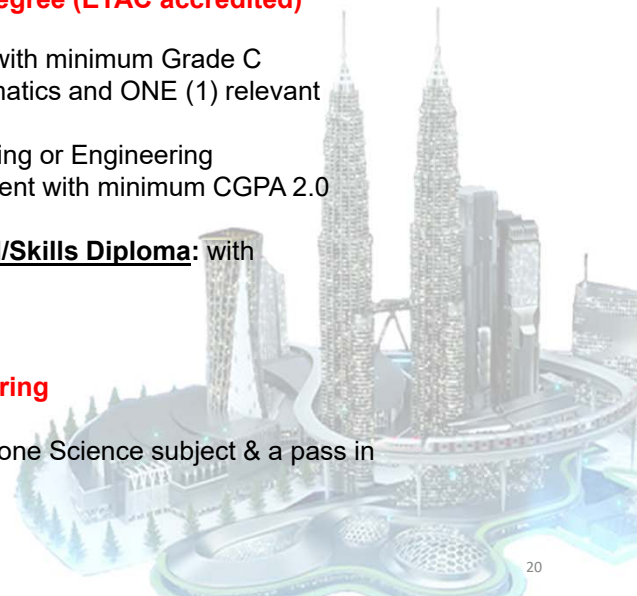 egree (ETAC accredited)
with minimum Grade C
natics and ONE (1) relevant
ing or Engineering
ent with minimum CGPA 2.0
l/Skills Diploma: with
ring
one Science subject & a pass in
20